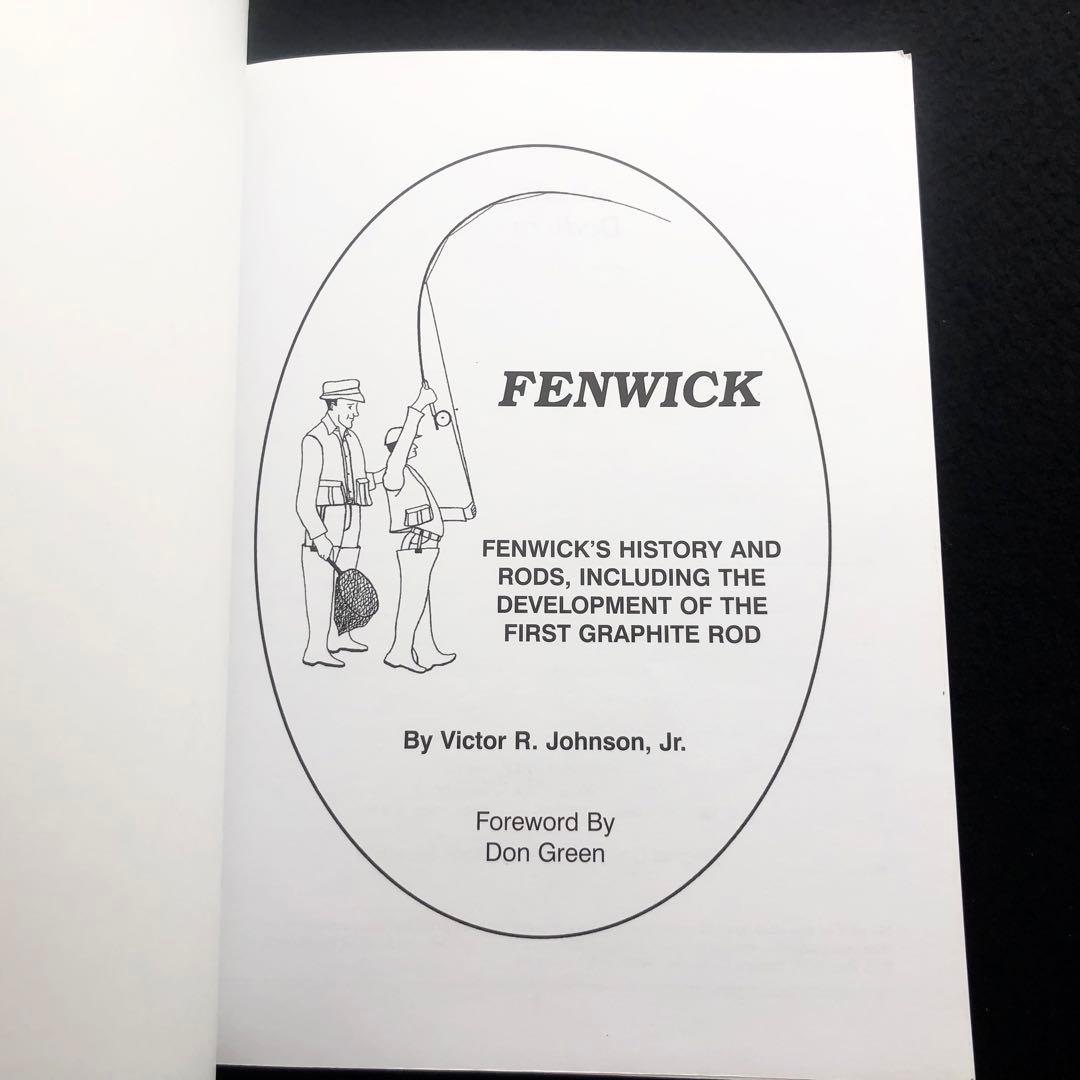 FENWICK
FENWICK'S HISTORY AND
RODS, INCLUDING THE
DEVELOPMENT OF THE
FIRST GRAPHITE ROD
By Victor R. Johnson, Jr.
Foreword By
Don Green